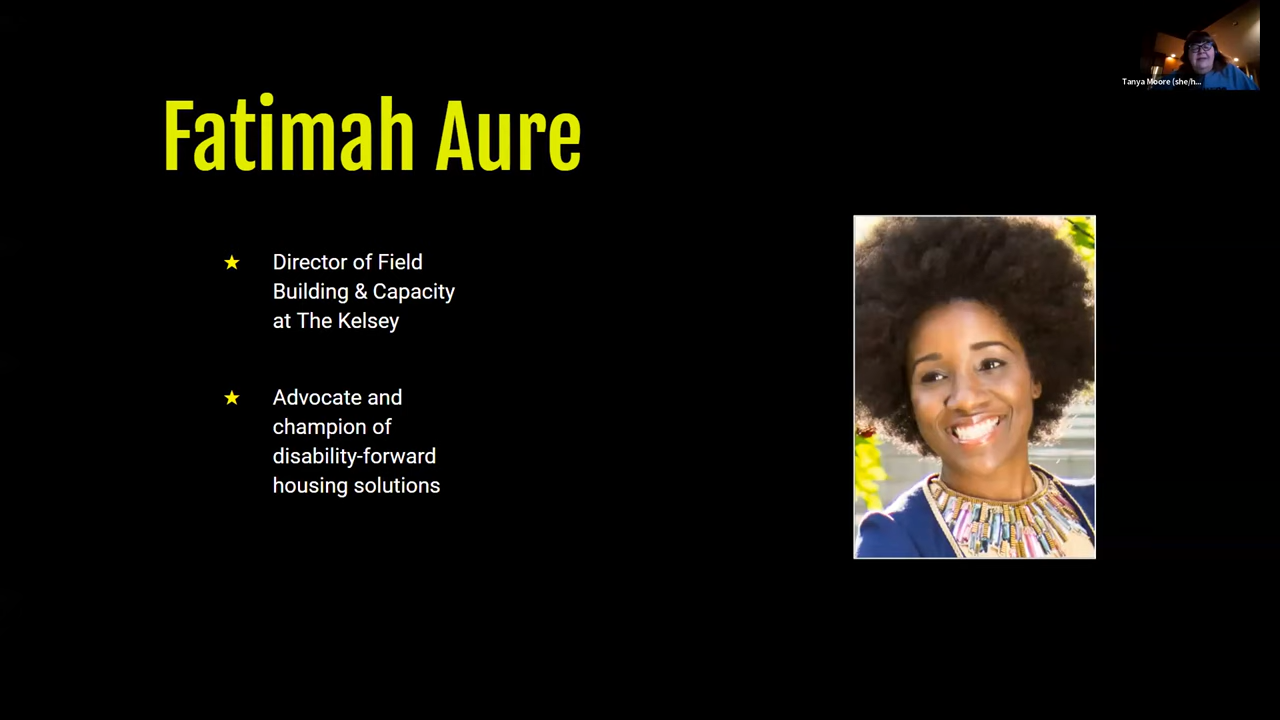 Tanya Moore (she/h...
Fatimah Aure
★ Director of Field
Building & Capacity
at The Kelsey
★ Advocate and
champion of
disability-forward
housing solutions